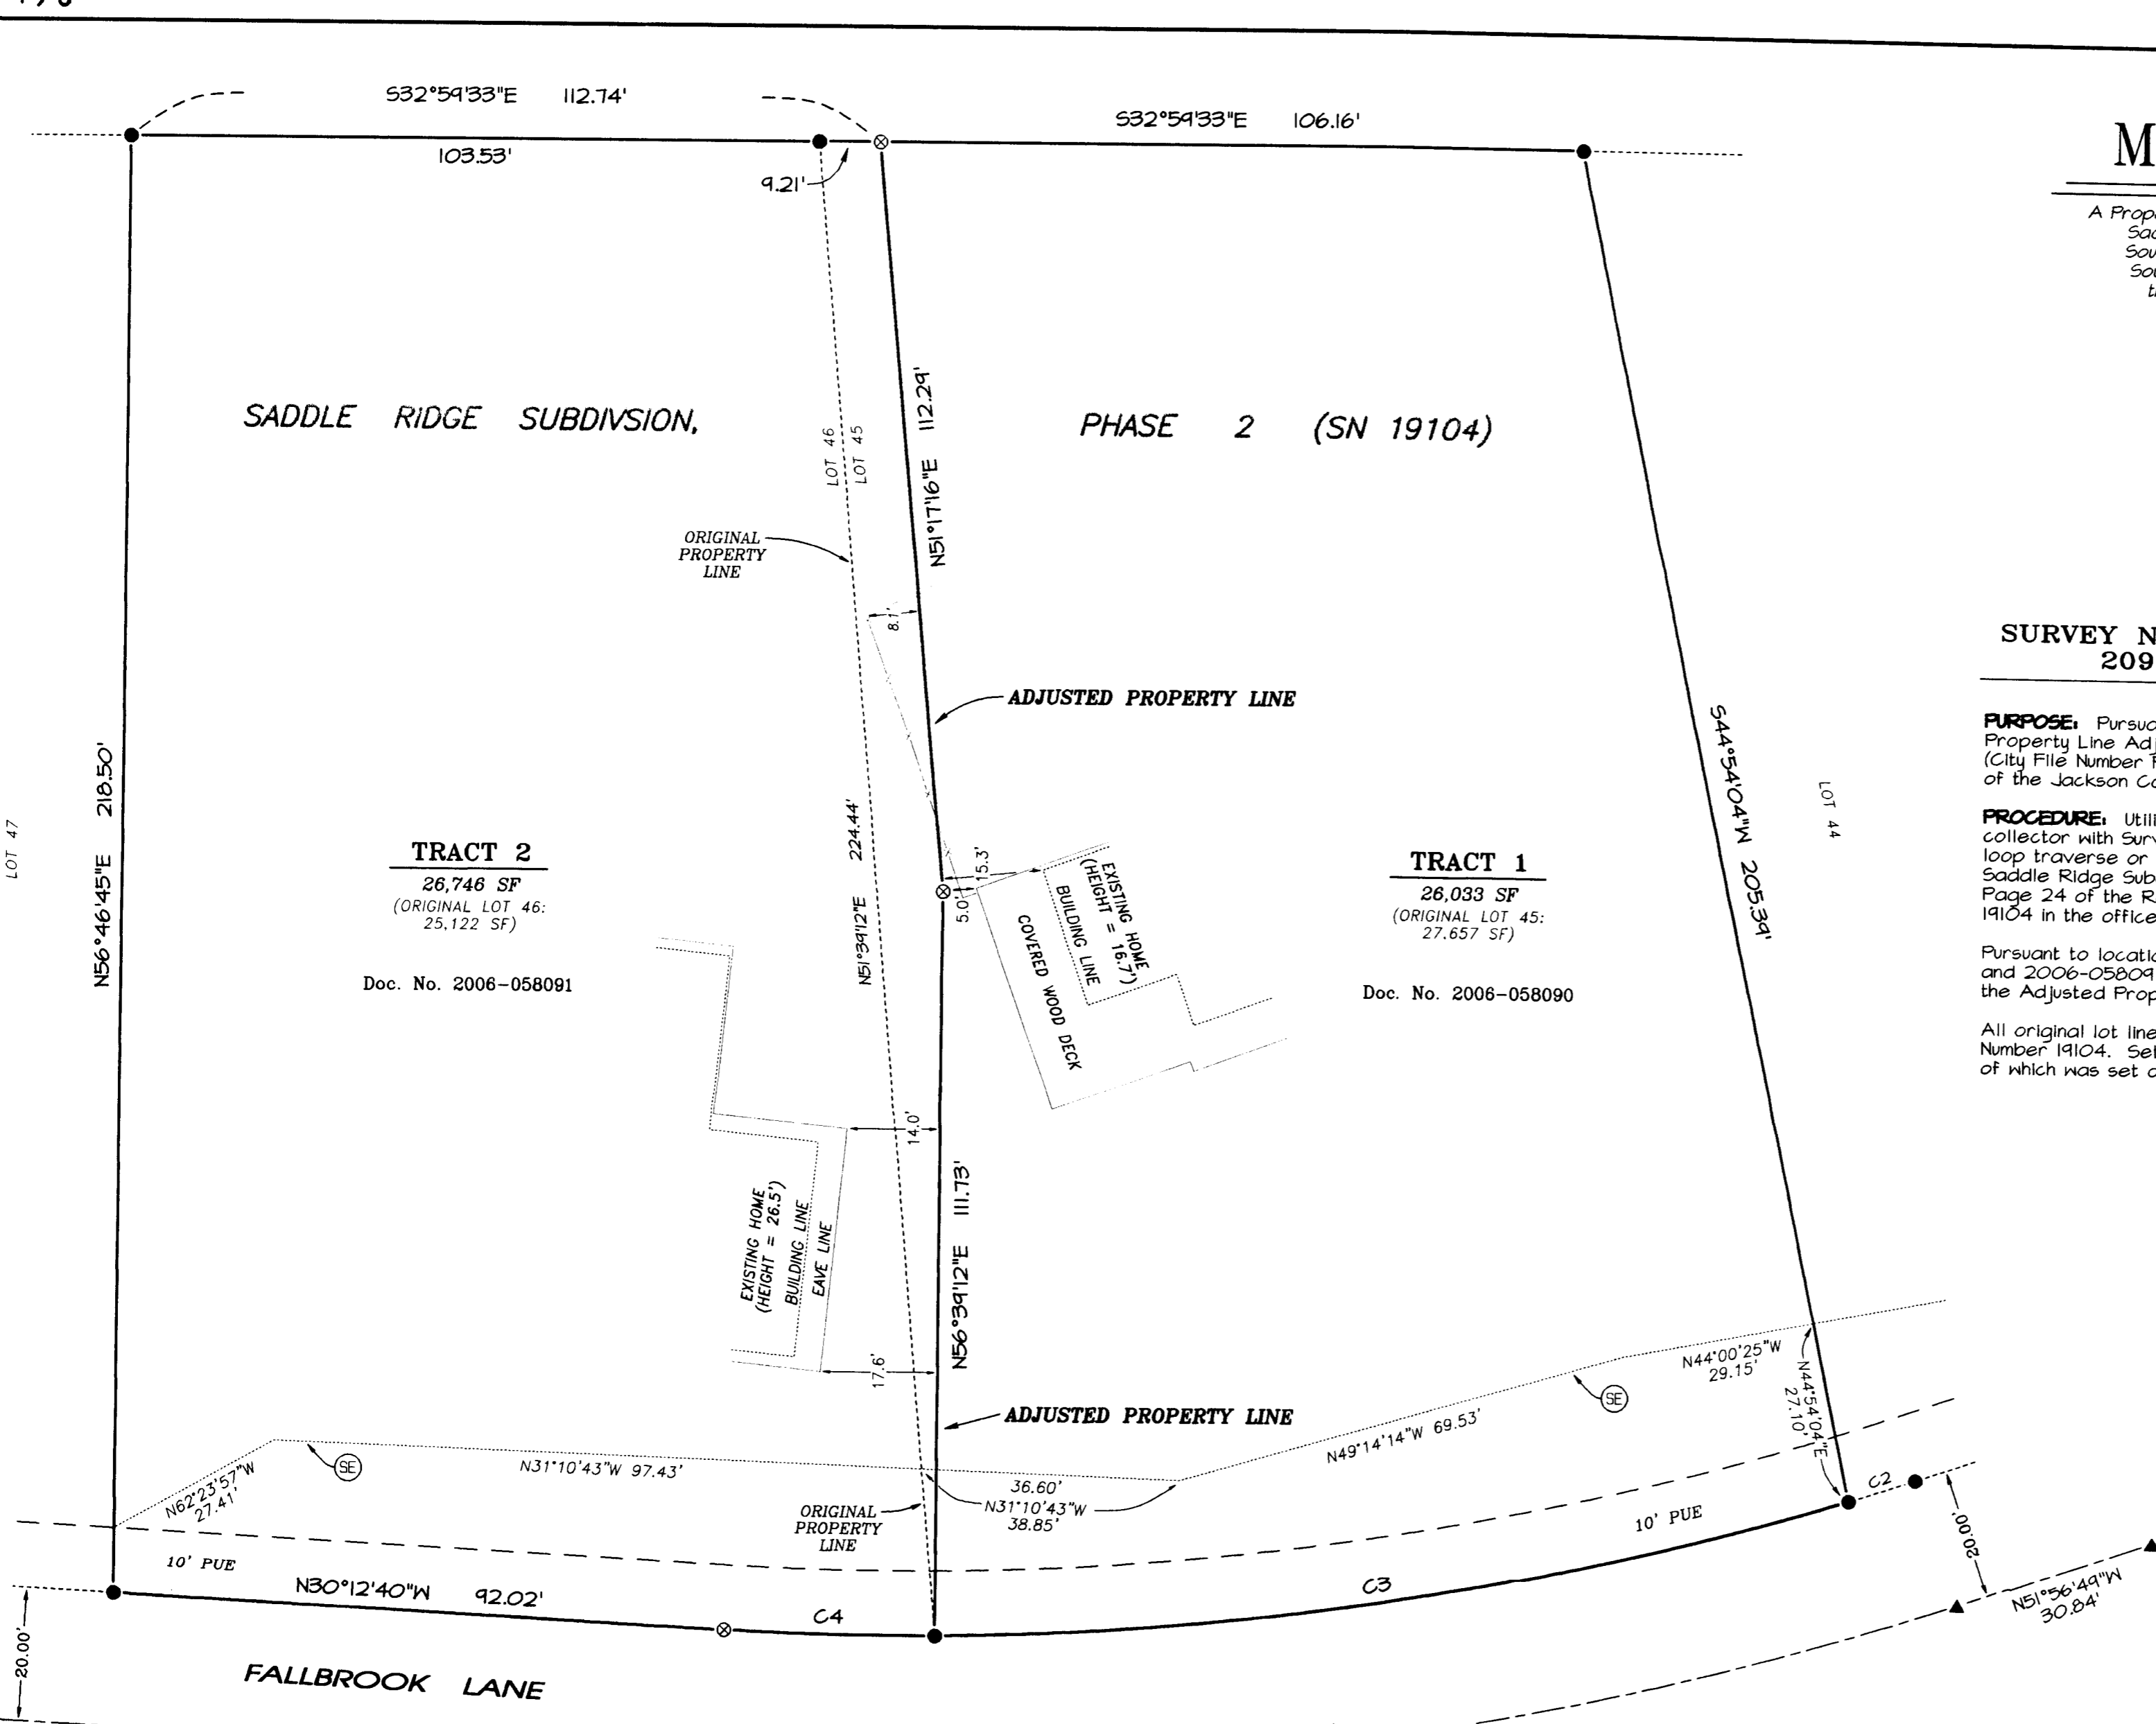 S32°59'33"E 112.74'
S32°59'33"E 106.16'
103.53'
9.21'
M
A Prop
Sad
Sou
Sou
t
SADDLE RIDGE SUBDIVSION,
PHASE 2 (SN 19104)
N51°17'16"E 112.29'
LOT 46
LOT 45
ORIGINAL
PROPERTY
LINE
8.1'
ADJUSTED PROPERTY LINE
SURVEY N
209
PURPOSE: Pursua
Property Line Adj
(City File Number
of the Jackson Co
PROCEDURE: Utili
collector with Surv
loop traverse or
Saddle Ridge Sub
Page 24 of the R
19104 in the office
Pursuant to locatio
and 2006-05809
the Adjusted Prop
All original lot line
Number 19104. Se
of which was set o
S44°54'04"W 205.39'
LOT 44
LOT 47
N56°46'45"E 218.50'
TRACT 2
26,746 SF
(ORIGINAL LOT 46:
25,122 SF)
Doc. No. 2006-058091
N51°39'12"E 224.44'
15.3'
5.0'
EXISTING HOME
(HEIGHT = 16.7')
BUILDING LINE
COVERED WOOD DECK
TRACT 1
26,033 SF
(ORIGINAL LOT 45:
27,657 SF)
Doc. No. 2006-058090
14.0'
N56°39'12"E 111.73'
EXISTING HOME
(HEIGHT = 26.5')
BUILDING LINE
EAVE LINE
17.6'
ADJUSTED PROPERTY LINE
N62°23'57"W
27.41'
SE
N31°10'43"W 97.43'
36.60'
N31°10'43"W
38.85'
N49°14'14"W 69.53'
SE
N44°00'25"W
29.15'
N44°54'04"E
27.10'
ORIGINAL
PROPERTY
LINE
10' PUE
10' PUE
N30°12'40"W 92.02'
C4
C3
C2
20.00'
N51°56'49"W
30.84'
20.00'
FALLBROOK LANE